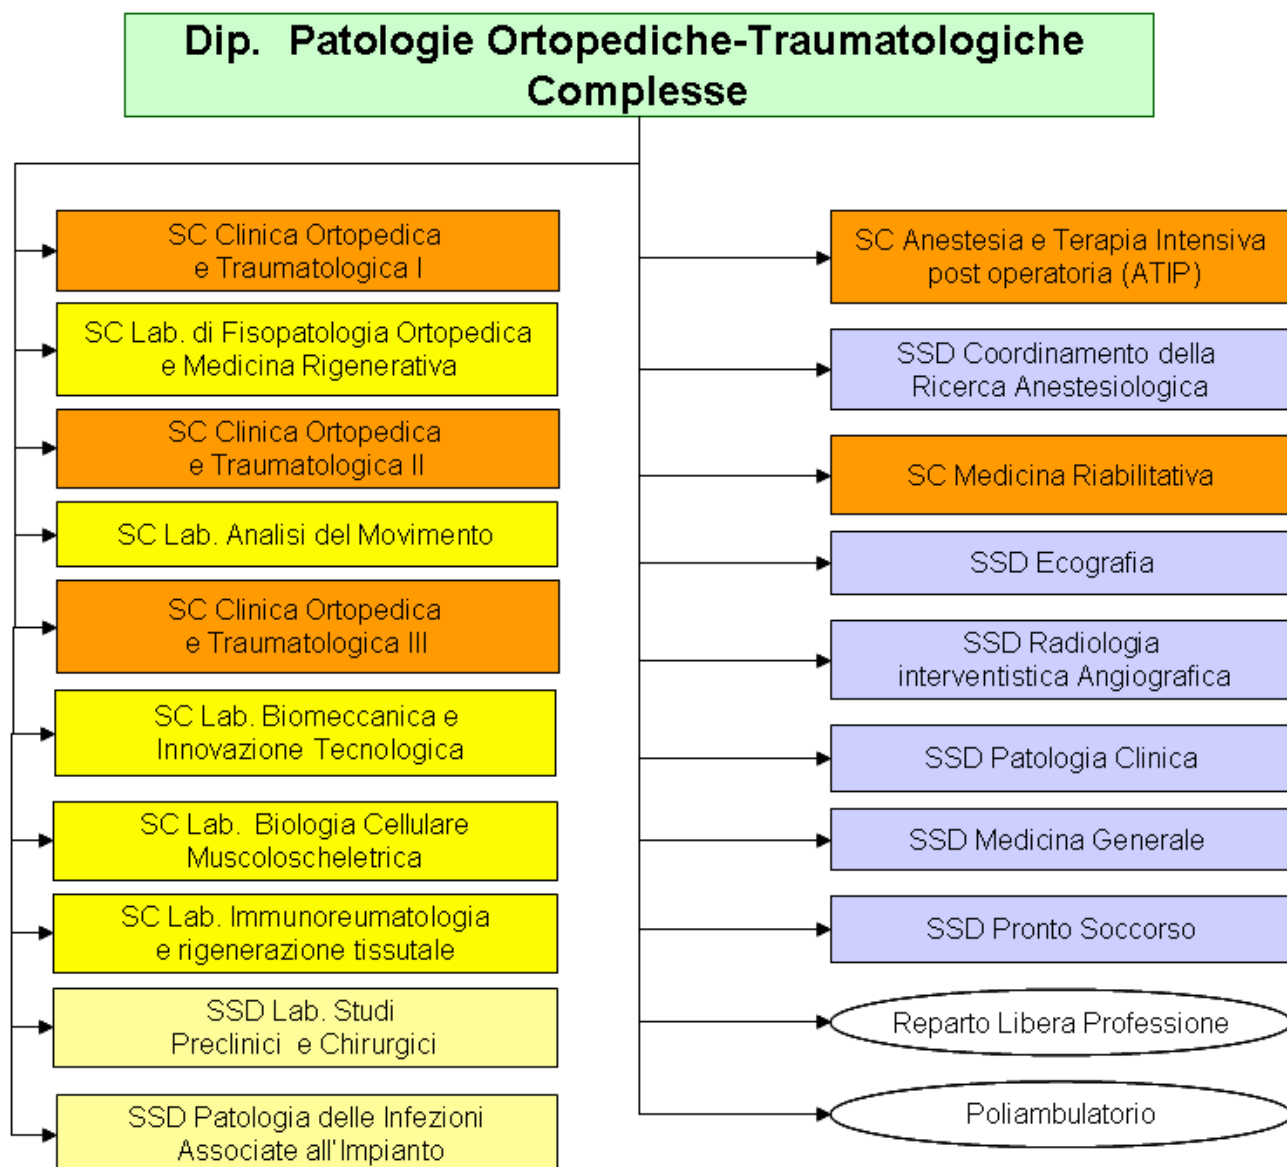 Dip. Patologie Ortopediche-Traumatologiche
Complesse
SC Clinica Ortopedica
e Traumatologica I
SC Lab. di Fisopatologia Ortopedica
e Medicina Rigenerativa
SC Clinica Ortopedica
e Traumatologica II
SC Lab. Analisi del Movimento
SC Clinica Ortopedica
e Traumatologica III
SC Lab. Biomeccanica e
Innovazione Tecnologica
SC Lab. Biologia Cellulare
Muscoloscheletrica
SC Lab. Immunoreumatologia
e rigenerazione tissutale
SSD Lab. Studi
Preclinici e Chirurgici
SSD Patologia delle Infezioni
Associate all'Impianto
SC Anestesia e Terapia Intensiva
post operatoria (ATIP)
SSD Coordinamento della
Ricerca Anestesiologica
SC Medicina Riabilitativa
SSD Ecografia
SSD Radiologia
interventistica Angiografica
SSD Patologia Clinica
SSD Medicina Generale
SSD Pronto Soccorso
Reparto Libera Professione
Poliambulatorio